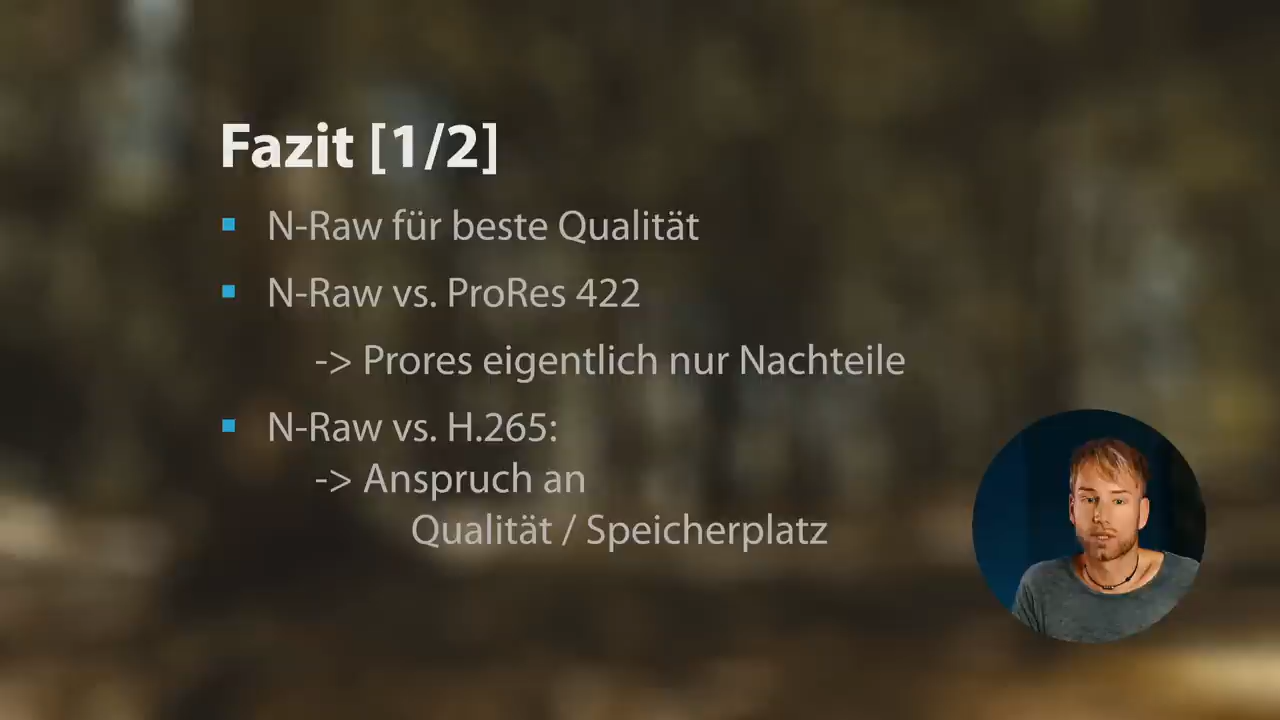 Fazit [1/2]
N-Raw für beste Qualität
N-Raw vs. ProRes 422
-> Prores eigentlich nur Nachteile
N-Raw vs. H.265:
-> Anspruch an
Qualität / Speicherplatz